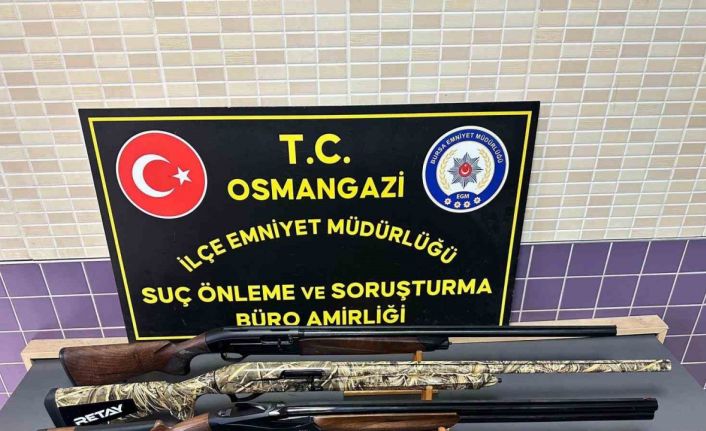 T.C.
OSMANGAZİ
İLÇE EMNİYET MÜDÜRLÜĞÜ
SUÇ ÖNLEME VE SORUŞTURMA
BÜRO AMİRLİĞİ
BURSA EMNİYET MÜDÜRLÜĞÜ
EGM
RETAY